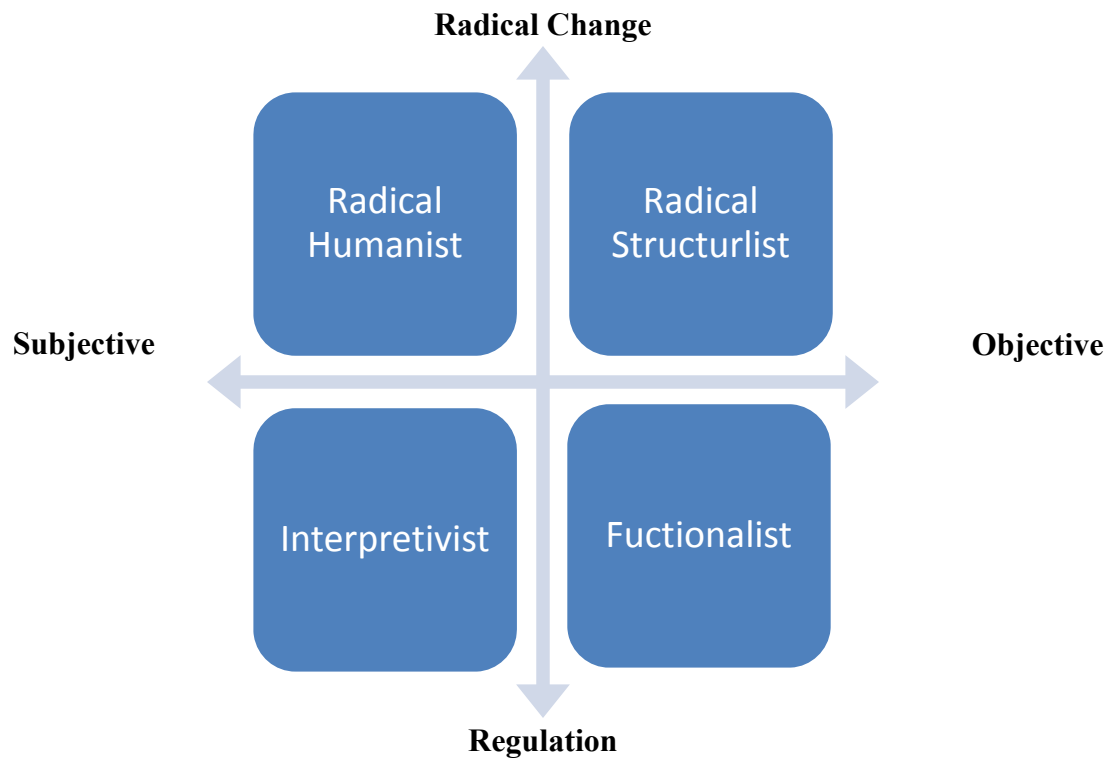 Radical Change
Radical
Humanist
Radical
Structurlist
Subjective
Objective
Interpretivist
Fuctionalist
Regulation